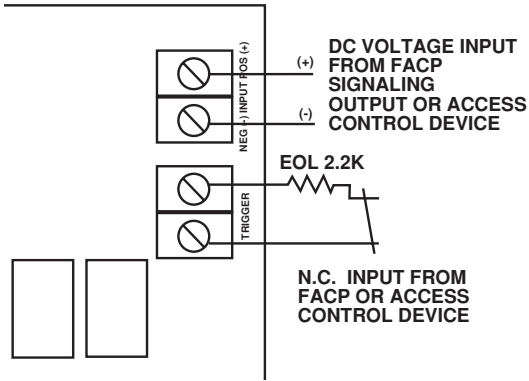 DC VOLTAGE INPUT
FROM FACP
SIGNALING
OUTPUT OR ACCESS
CONTROL DEVICE
(+)
(-)
NEG (-) INPUT POS (+)
EOL 2.2K
TRIGGER
N.C. INPUT FROM
FACP OR ACCESS
CONTROL DEVICE